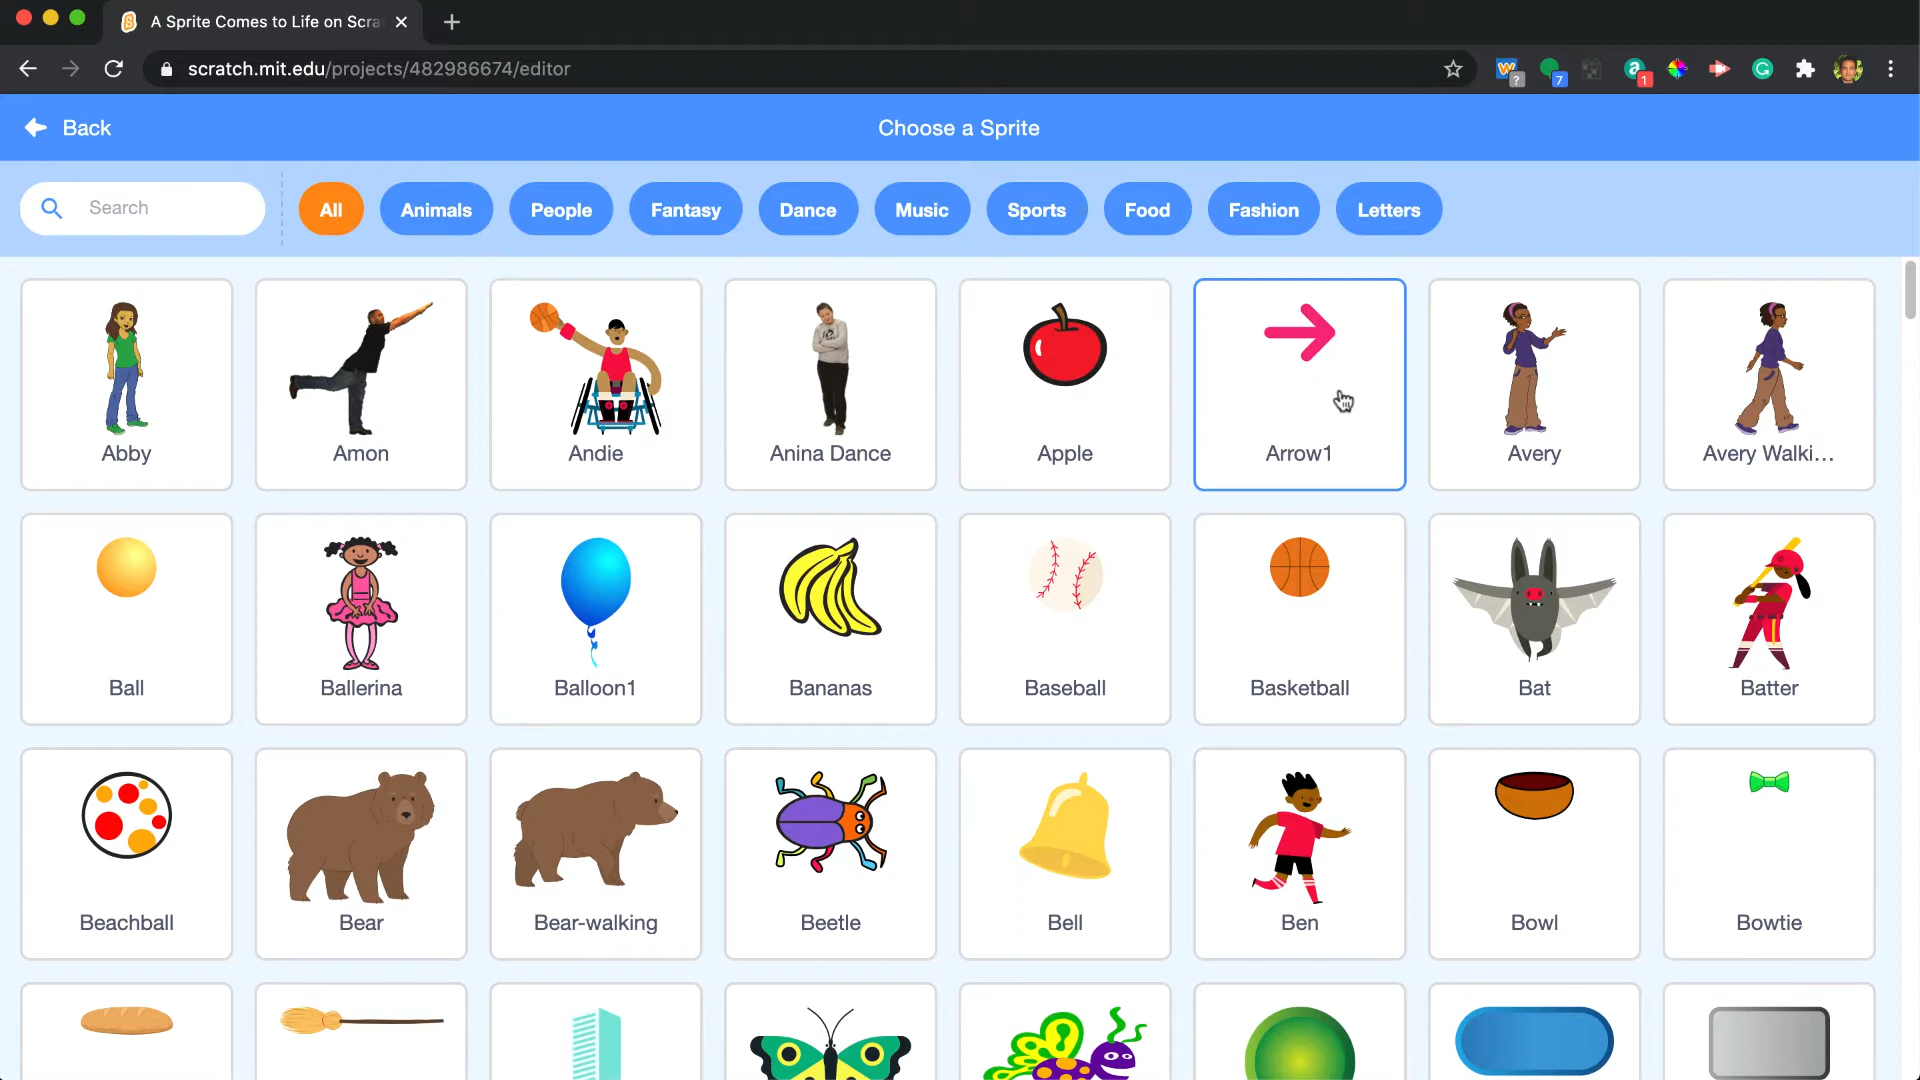 A Sprite Comes to Life on Scra
scratch.mit.edu/projects/482986674/editor
? 7 1
Back
Choose a Sprite
Search
All Animals People Fantasy Dance Music Sports Food Fashion Letters
Abby Amon Andie Anina Dance Apple Arrow1 Avery Avery Walki...
Ball Ballerina Balloon1 Bananas Baseball Basketball Bat Batter
Beachball Bear Bear-walking Beetle Bell Ben Bowl Bowtie